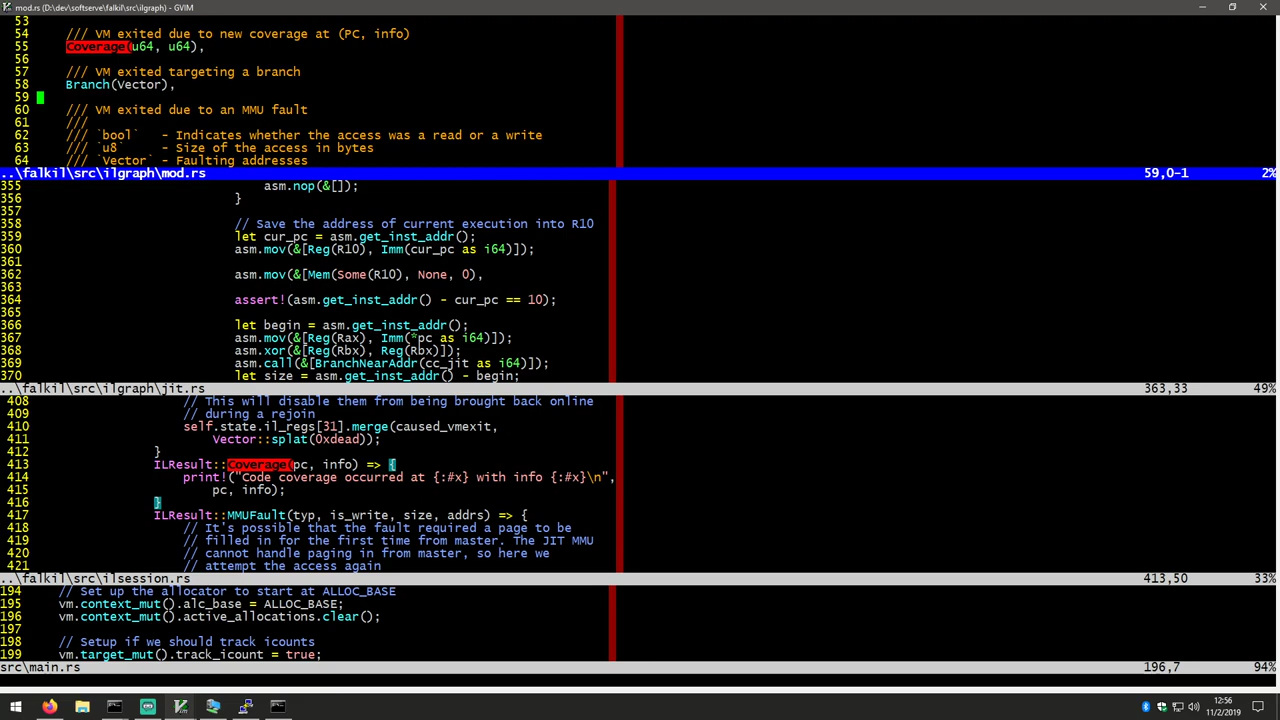 mod.rs (D:\dev\softserve\falkil\src\ilgraph) - GVIM
53
54 /// VM exited due to new coverage at (PC, info)
55 Coverage(u64, u64),
56
57 /// VM exited targeting a branch
58 Branch(Vector),
59
60 /// VM exited due to an MMU fault
61 ///
62 /// `bool` - Indicates whether the access was a read or a write
63 /// `u8` - Size of the access in bytes
64 /// `Vector` - Faulting addresses
..\falkil\src\ilgraph\mod.rs 59,0-1 2%
355 asm.nop(&[]);
356 }
357
358 // Save the address of current execution into R10
359 let cur_pc = asm.get_inst_addr();
360 asm.mov(&[Reg(R10), Imm(cur_pc as i64)]);
361
362 asm.mov(&[Mem(Some(R10), None, 0),
363
364 assert!(asm.get_inst_addr() - cur_pc == 10);
365
366 let begin = asm.get_inst_addr();
367 asm.mov(&[Reg(Rax), Imm(*pc as i64)]);
368 asm.xor(&[Reg(Rbx), Reg(Rbx)]);
369 asm.call(&[BranchNearAddr(cc_jit as i64)]);
370 let size = asm.get_inst_addr() - begin;
..\falkil\src\ilgraph\jit.rs 363,33 49%
408 // This will disable them from being brought back online
409 // during a rejoin
410 self.state.il_regs[31].merge(caused_vmexit,
411 Vector::splat(0xdead));
412 }
413 ILResult::Coverage(pc, info) => {
414 print!("Code coverage occurred at {:#x} with info {:#x}\n",
415 pc, info);
416 }
417 ILResult::MMUFault(typ, is_write, size, addrs) => {
418 // It's possible that the fault required a page to be
419 // filled in for the first time from master. The JIT MMU
420 // cannot handle paging in from master, so here we
421 // attempt the access again
..\falkil\src\ilsession.rs 413,50 33%
194 // Set up the allocator to start at ALLOC_BASE
195 vm.context_mut().alc_base = ALLOC_BASE;
196 vm.context_mut().active_allocations.clear();
197
198 // Setup if we should track icounts
199 vm.target_mut().track_icount = true;
src\main.rs 196,7 94%
12:56
11/2/2019